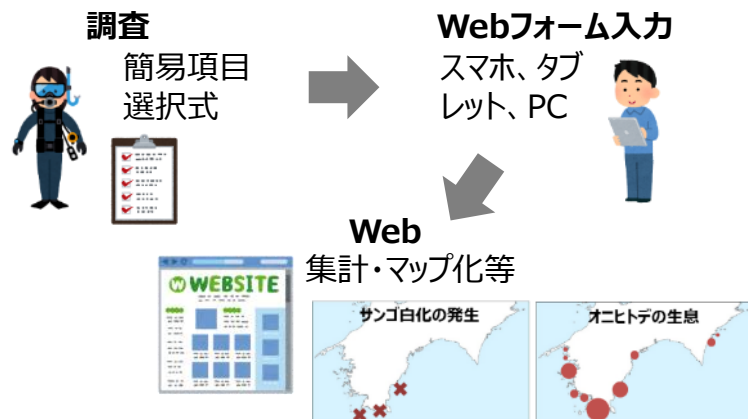 調査
簡易項目
選択式
Webフォーム入力
スマホ、タブ
レット、PC
Web
集計・マップ化等
WEBSITE
サンゴ白化の発生
オニヒトデの生息